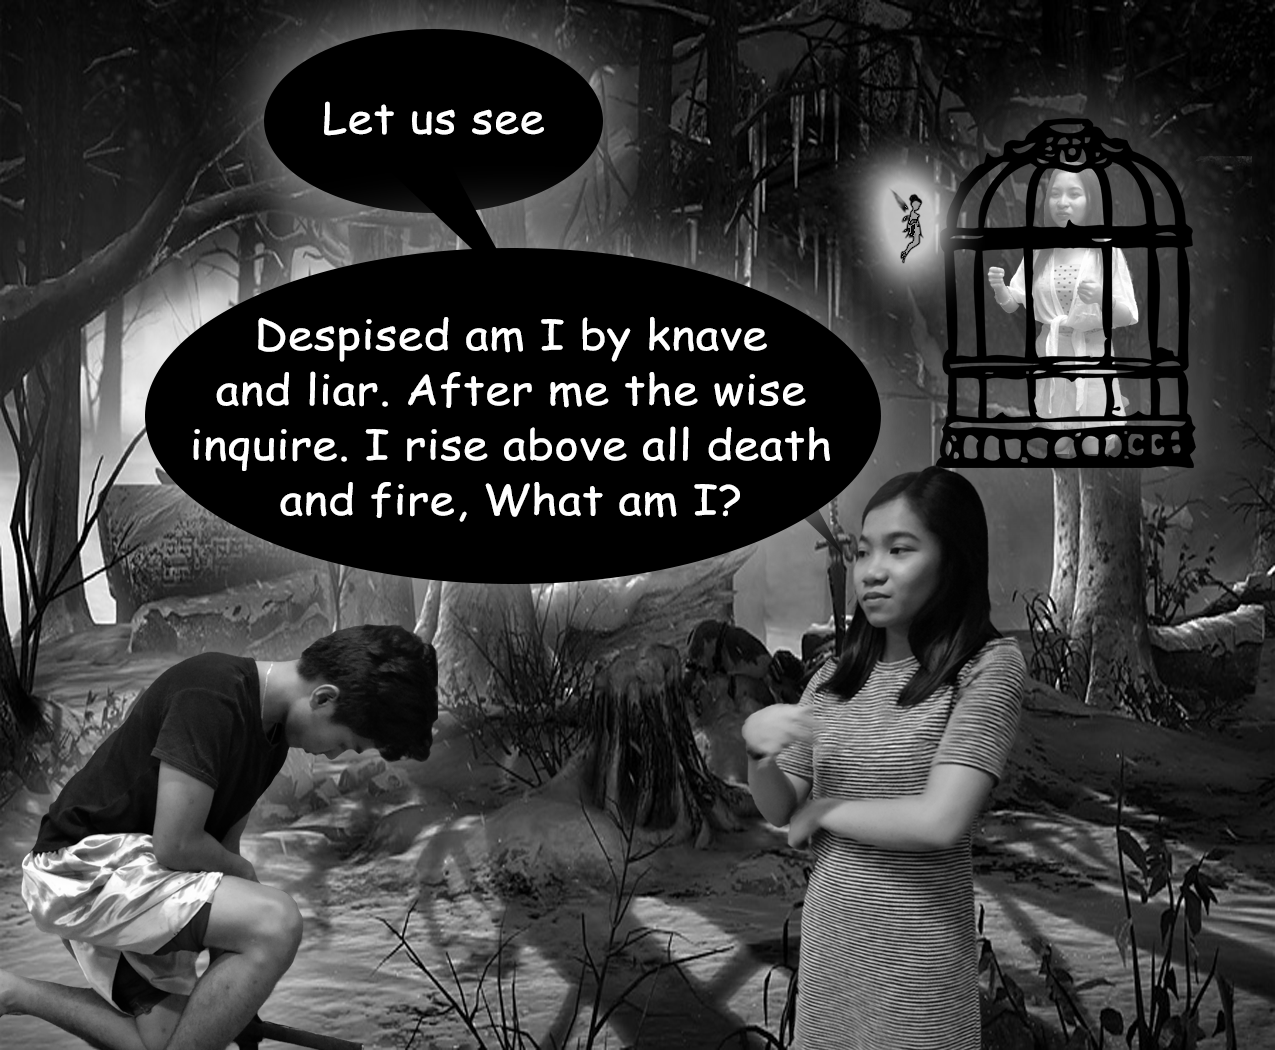 Let us see
Despised am I by knave
and liar. After me the wise
inquire. I rise above all death
and fire, What am I?